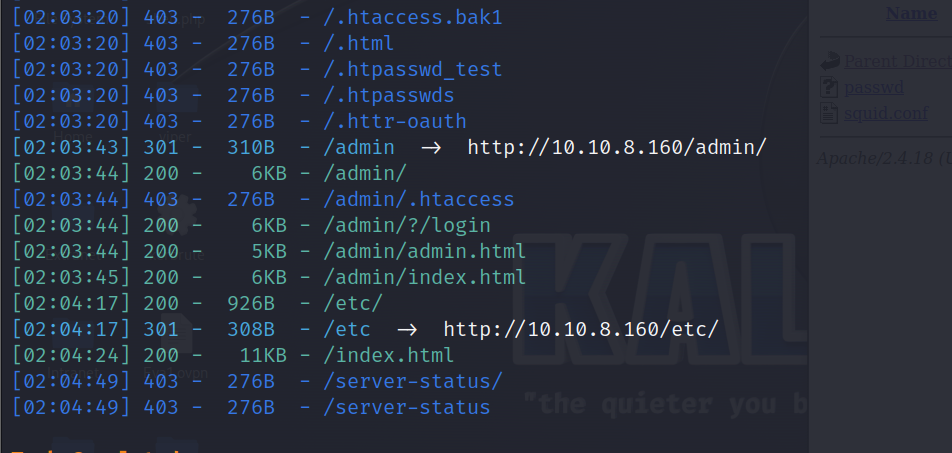 [02:03:20] 403 - 276B - /.htaccess.bak1
[02:03:20] 403 - 276B - /.html
[02:03:20] 403 - 276B - /.htpasswd_test
[02:03:20] 403 - 276B - /.htpasswds
[02:03:20] 403 - 276B - /.httr-oauth
[02:03:43] 301 - 310B - /admin → http://10.10.8.160/admin/
[02:03:44] 200 - 6KB - /admin/
[02:03:44] 403 - 276B - /admin/.htaccess
[02:03:44] 200 - 6KB - /admin/?/login
[02:03:44] 200 - 5KB - /admin/admin.html
[02:03:45] 200 - 6KB - /admin/index.html
[02:04:17] 200 - 926B - /etc/
[02:04:17] 301 - 308B - /etc → http://10.10.8.160/etc/
[02:04:24] 200 - 11KB - /index.html
[02:04:49] 403 - 276B - /server-status/
[02:04:49] 403 - 276B - /server-status
Name
Parent Direct
passwd
squid.conf
Apache/2.4.18 (U
KAL
"the quieter you b